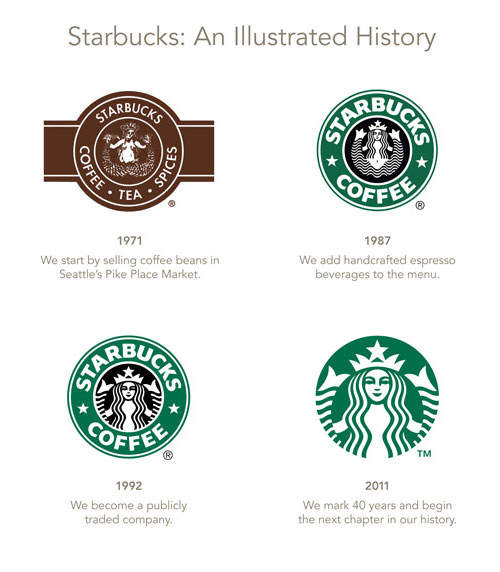 Starbucks: An Illustrated History
STARBUCKS
COFFEE • TEA • SPICES
®
1971
We start by selling coffee beans in
Seattle's Pike Place Market.
STARBUCKS
COFFEE
®
1987
We add handcrafted espresso
beverages to the menu.
STARBUCKS
COFFEE
®
1992
We become a publicly
traded company.
TM
2011
We mark 40 years and begin
the next chapter in our history.